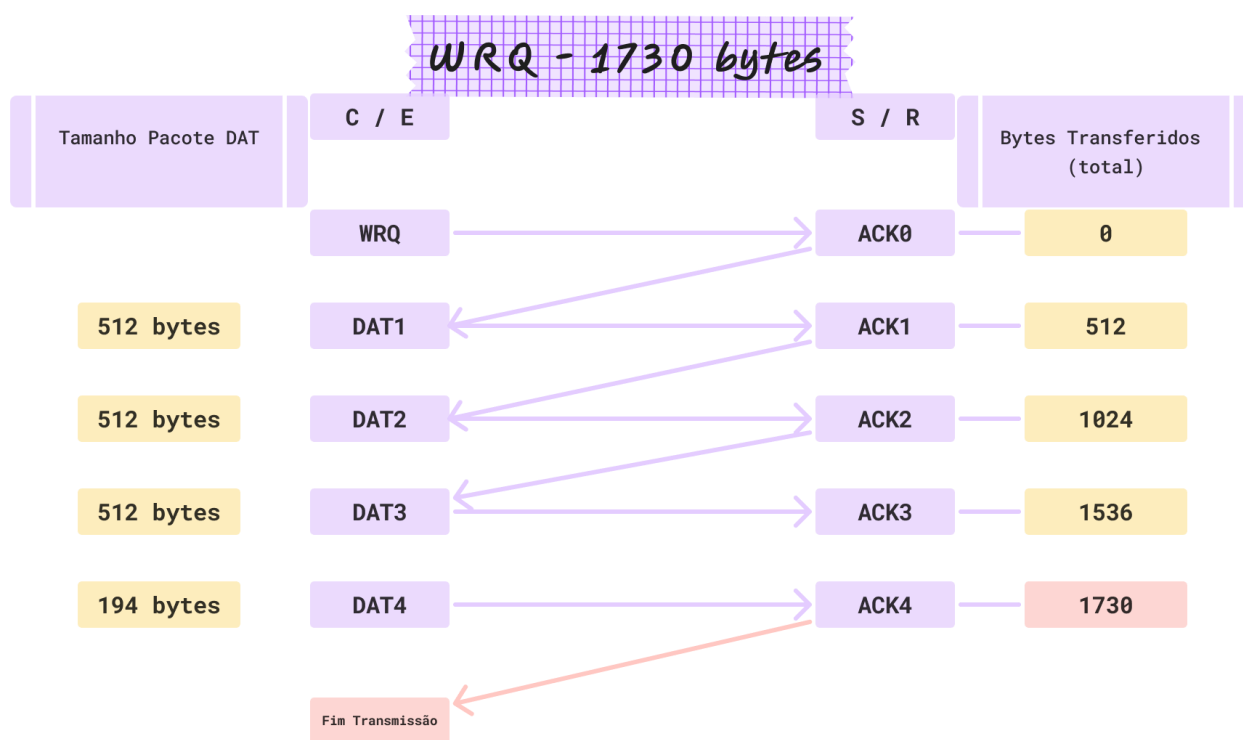 WRQ - 1730 bytes
C / E
S / R
Tamanho Pacote DAT
Bytes Transferidos
(total)
WRQ
ACK0
0
512 bytes
DAT1
ACK1
512
512 bytes
DAT2
ACK2
1024
512 bytes
DAT3
ACK3
1536
194 bytes
DAT4
ACK4
1730
Fim Transmissão